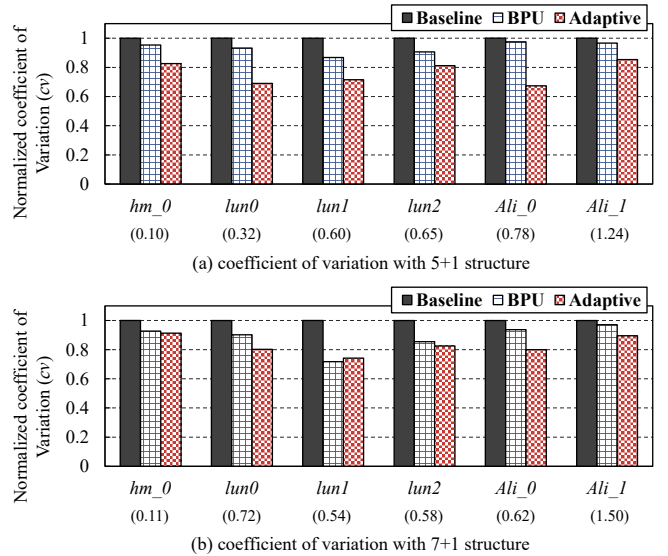 Baseline BPU Adaptive
Normalized coefficient of
Variation (cv)
1
0.8
0.6
0.4
0.2
0
hm_0 lun0 lun1 lun2 Ali_0 Ali_1
(0.10) (0.32) (0.60) (0.65) (0.78) (1.24)
(a) coefficient of variation with 5+1 structure
Baseline BPU Adaptive
Normalized coefficient of
Variation (cv)
1
0.8
0.6
0.4
0.2
0
hm_0 lun0 lun1 lun2 Ali_0 Ali_1
(0.11) (0.72) (0.54) (0.58) (0.62) (1.50)
(b) coefficient of variation with 7+1 structure